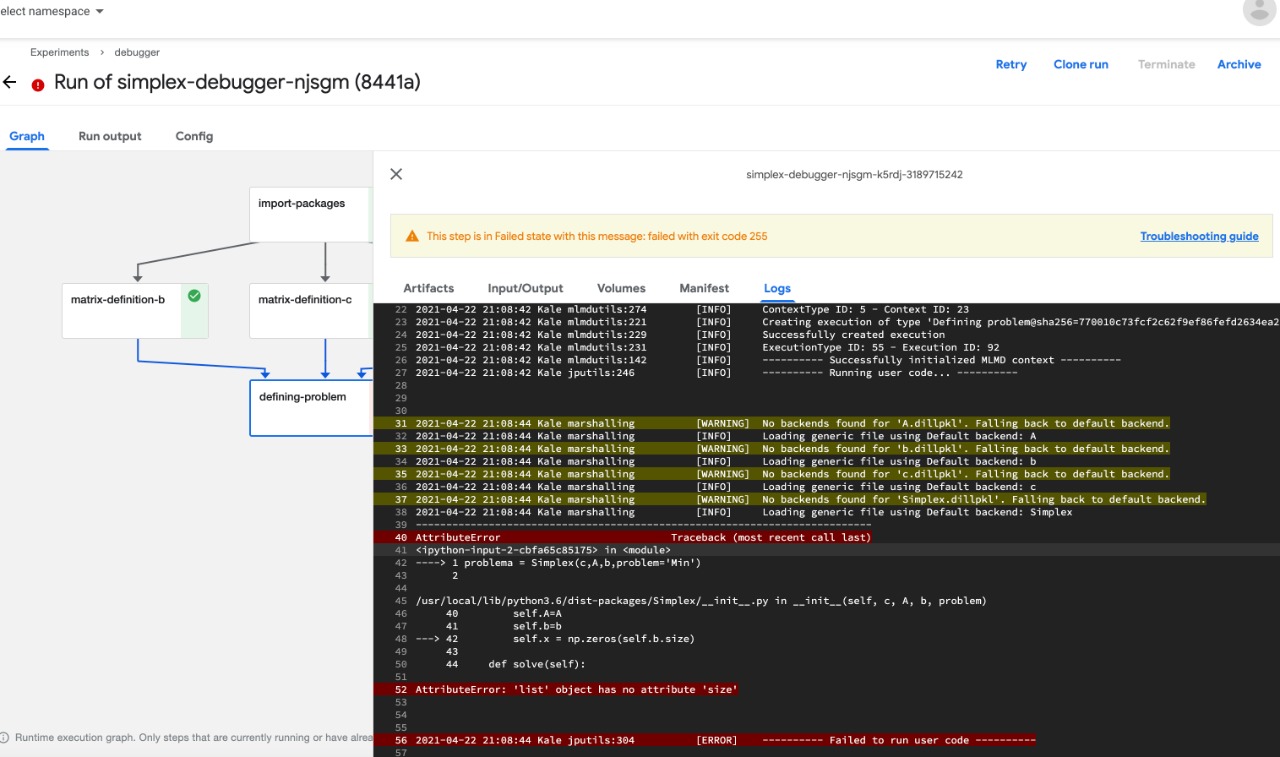 elect namespace
Experiments > debugger
Retry Clone run Terminate Archive
Run of simplex-debugger-njsgm (8441a)
Graph Run output Config
simplex-debugger-njsgm-k5rdj-3189715242
import-packages
This step is in Failed state with this message: failed with exit code 255 Troubleshooting guide
matrix-definition-b
matrix-definition-c
Artifacts Input/Output Volumes Manifest Logs
defining-problem
22 2021-04-22 21:08:42 Kale mlmdutils:274 [INFO] ContextType ID: 5 - Context ID: 23
23 2021-04-22 21:08:42 Kale mlmdutils:221 [INFO] Creating execution of type 'Defining problem@sha256=770010c73fcf2c62f9ef86fefd2634ea2
24 2021-04-22 21:08:42 Kale mlmdutils:229 [INFO] Successfully created execution
25 2021-04-22 21:08:42 Kale mlmdutils:231 [INFO] ExecutionType ID: 55 - Execution ID: 92
26 2021-04-22 21:08:42 Kale mlmdutils:142 [INFO] ---------- Successfully initialized MLMD context ----------
27 2021-04-22 21:08:42 Kale jputils:246 [INFO] ---------- Running user code... ----------
28
29
30
31 2021-04-22 21:08:44 Kale marshalling [WARNING] No backends found for 'A.dillpkl'. Falling back to default backend.
32 2021-04-22 21:08:44 Kale marshalling [INFO] Loading generic file using Default backend: A
33 2021-04-22 21:08:44 Kale marshalling [WARNING] No backends found for 'b.dillpkl'. Falling back to default backend.
34 2021-04-22 21:08:44 Kale marshalling [INFO] Loading generic file using Default backend: b
35 2021-04-22 21:08:44 Kale marshalling [WARNING] No backends found for 'c.dillpkl'. Falling back to default backend.
36 2021-04-22 21:08:44 Kale marshalling [INFO] Loading generic file using Default backend: c
37 2021-04-22 21:08:44 Kale marshalling [WARNING] No backends found for 'Simplex.dillpkl'. Falling back to default backend.
38 2021-04-22 21:08:44 Kale marshalling [INFO] Loading generic file using Default backend: Simplex
39 ---------------------------------------------------------------------------
40 AttributeError Traceback (most recent call last)
41 <ipython-input-2-cbfa65c85175> in <module>
42 ----> 1 problema = Simplex(c,A,b,problem='Min')
43 2
44
45 /usr/local/lib/python3.6/dist-packages/Simplex/__init__.py in __init__(self, c, A, b, problem)
46 40 self.A=A
47 41 self.b=b
48 ---> 42 self.x = np.zeros(self.b.size)
49 43
50 44 def solve(self):
51
52 AttributeError: 'list' object has no attribute 'size'
53
54
55
56 2021-04-22 21:08:44 Kale jputils:304 [ERROR] ---------- Failed to run user code ----------
57
Runtime execution graph. Only steps that are currently running or have alrea